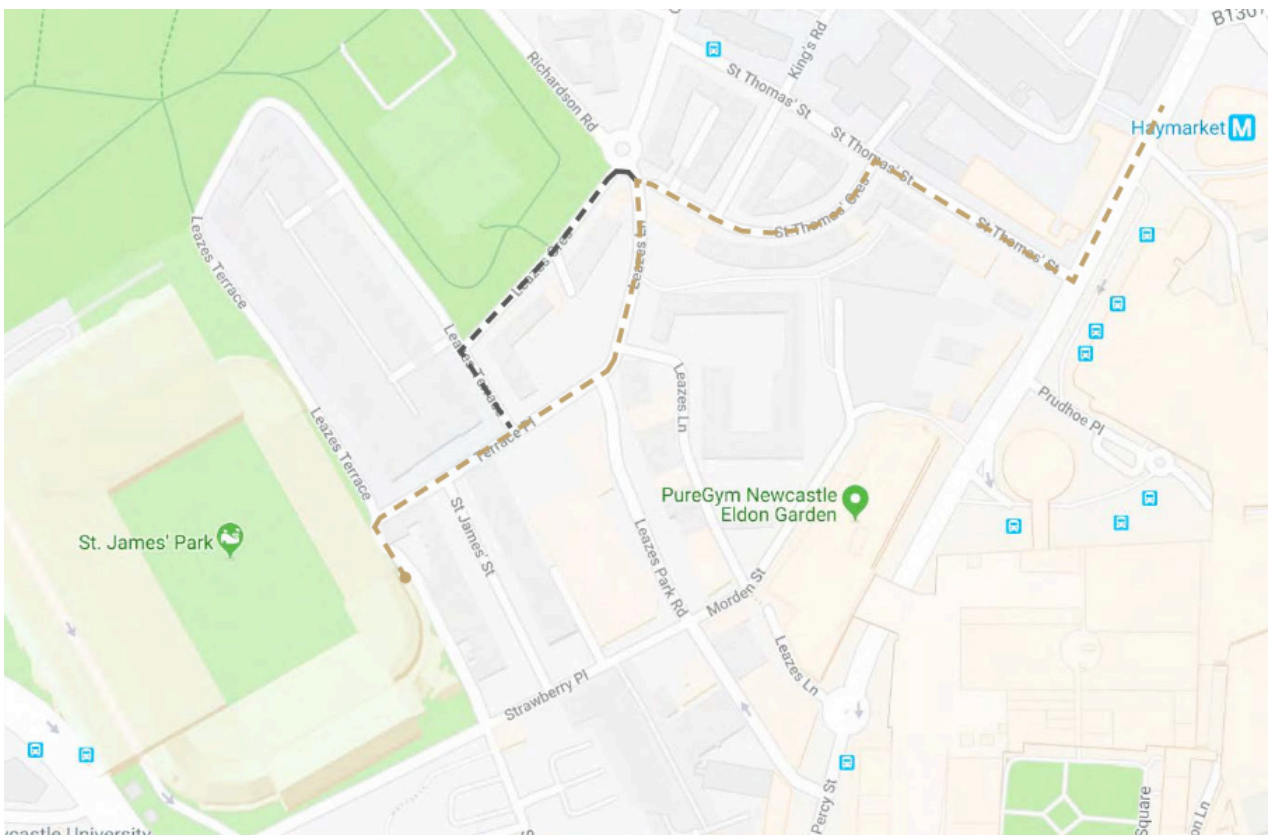 B1307
Richardson Rd
King's Rd
St Thomas' St
St Thomas' St
Haymarket M
St Thomas' Cres
St Thomas' St
Leazes Terrace
Leazes Cres
Leazes Ln
Leazes Terrace
Leazes Ln
Prudhoe Pl
Leazes Terrace
Terrace Pl
PureGym Newcastle
Eldon Garden
St. James' Park
St James' St
Leazes Park Rd
Morden St
Leazes Ln
Strawberry Pl
Percy St
Square
n Ln
wcastle University